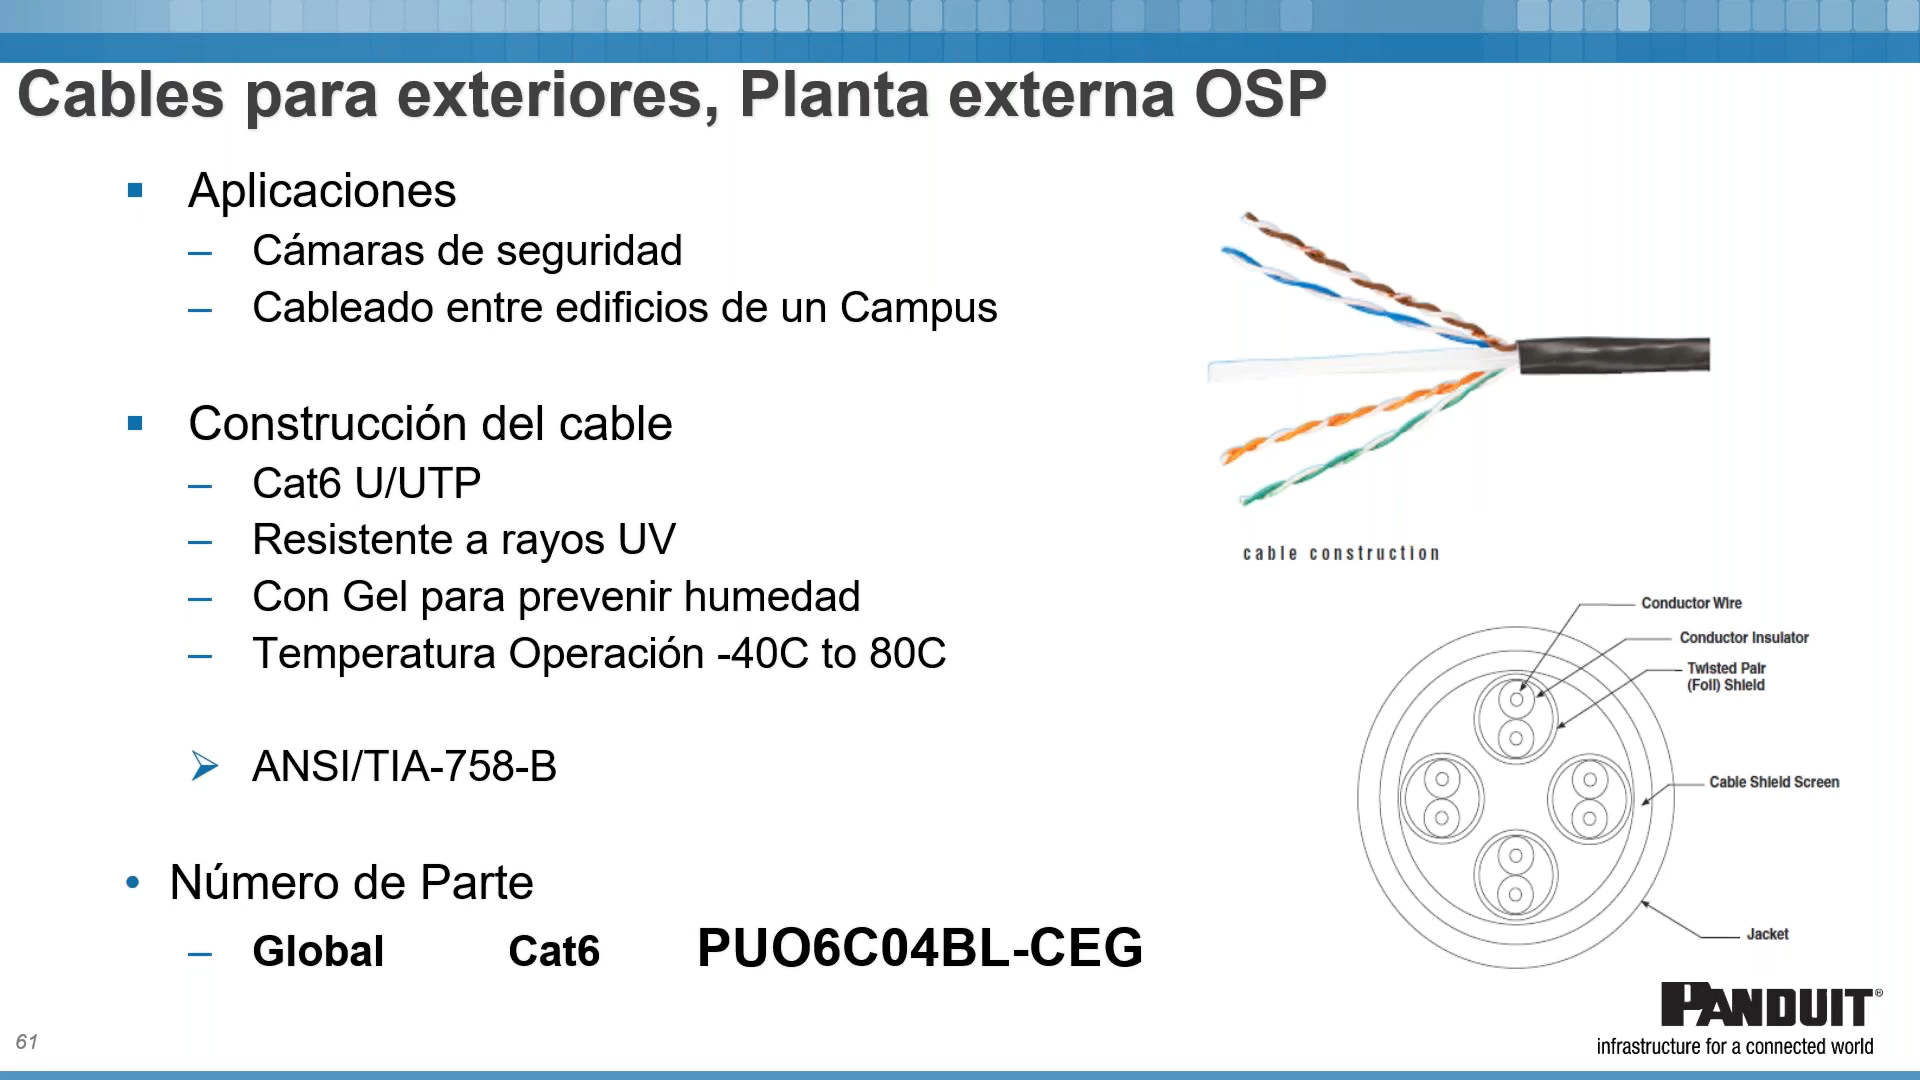 Cables para exteriores, Planta externa OSP
Aplicaciones
– Cámaras de seguridad
– Cableado entre edificios de un Campus
Construcción del cable
– Cat6 U/UTP
– Resistente a rayos UV
– Con Gel para prevenir humedad
– Temperatura Operación -40C to 80C
ANSI/TIA-758-B
• Número de Parte
– Global Cat6 PUO6C04BL-CEG
cable construction
Conductor Wire
Conductor Insulator
Twisted Pair
(Foil) Shield
Cable Shield Screen
Jacket
PANDUIT®
infrastructure for a connected world
61